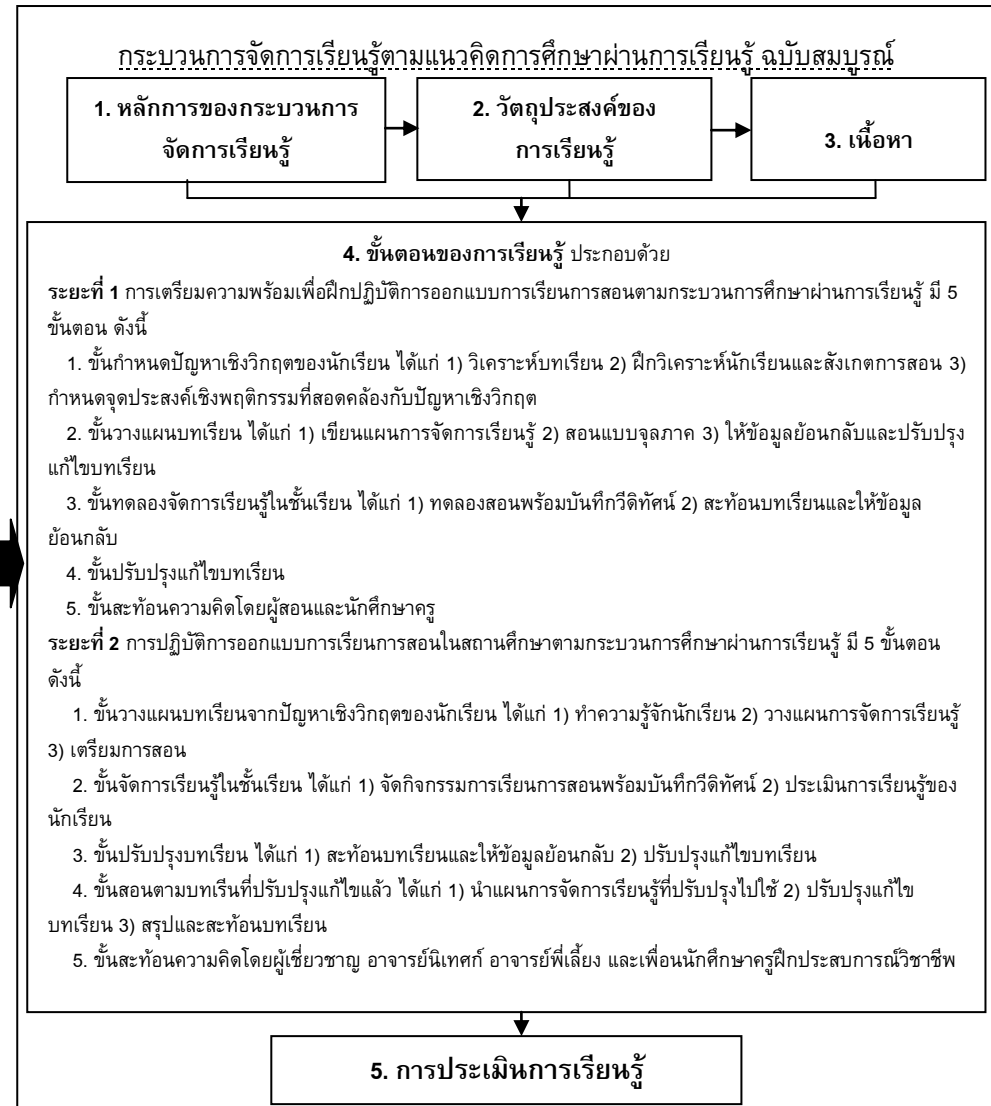 กระบวนการจัดการเรียนรู้ตามแนวคิดการศึกษาผ่านการเรียนรู้ ฉบับสมบูรณ์
1. หลักการของกระบวนการ
จัดการเรียนรู้
2. วัตถุประสงค์ของ
การเรียนรู้
3. เนื้อหา
4. ขั้นตอนของการเรียนรู้ ประกอบด้วย
ระยะที่ 1 การเตรียมความพร้อมเพื่อฝึกปฏิบัติการออกแบบการเรียนการสอนตามกระบวนการศึกษาผ่านการเรียนรู้ มี 5
ขั้นตอน ดังนี้
1. ขั้นกำหนดปัญหาเชิงวิกฤตของนักเรียน ได้แก่ 1) วิเคราะห์บทเรียน 2) ฝึกวิเคราะห์นักเรียนและสังเกตการสอน 3)
กำหนดจุดประสงค์เชิงพฤติกรรมที่สอดคล้องกับปัญหาเชิงวิกฤต
2. ขั้นวางแผนบทเรียน ได้แก่ 1) เขียนแผนการจัดการเรียนรู้ 2) สอนแบบจุลภาค 3) ให้ข้อมูลย้อนกลับและปรับปรุง
แก้ไขบทเรียน
3. ขั้นทดลองจัดการเรียนรู้ในชั้นเรียน ได้แก่ 1) ทดลองสอนพร้อมบันทึกวีดิทัศน์ 2) สะท้อนบทเรียนและให้ข้อมูล
ย้อนกลับ
4. ขั้นปรับปรุงแก้ไขบทเรียน
5. ขั้นสะท้อนความคิดโดยผู้สอนและนักศึกษาครู
ระยะที่ 2 การปฏิบัติการออกแบบการเรียนการสอนในสถานศึกษาตามกระบวนการศึกษาผ่านการเรียนรู้ มี 5 ขั้นตอน
ดังนี้
1. ขั้นวางแผนบทเรียนจากปัญหาเชิงวิกฤตของนักเรียน ได้แก่ 1) ทำความรู้จักนักเรียน 2) วางแผนการจัดการเรียนรู้
3) เตรียมการสอน
2. ขั้นจัดการเรียนรู้ในชั้นเรียน ได้แก่ 1) จัดกิจกรรมการเรียนการสอนพร้อมบันทึกวีดิทัศน์ 2) ประเมินการเรียนรู้ของ
นักเรียน
3. ขั้นปรับปรุงบทเรียน ได้แก่ 1) สะท้อนบทเรียนและให้ข้อมูลย้อนกลับ 2) ปรับปรุงแก้ไขบทเรียน
4. ขั้นสอนตามบทเรีนที่ปรับปรุงแก้ไขแล้ว ได้แก่ 1) นำแผนการจัดการเรียนรู้ที่ปรับปรุงไปใช้ 2) ปรับปรุงแก้ไข
บทเรียน 3) สรุปและสะท้อนบทเรียน
5. ขั้นสะท้อนความคิดโดยผู้เชี่ยวชาญ อาจารย์นิเทศก์ อาจารย์พี่เลี้ยง และเพื่อนนักศึกษาครูฝึกประสบการณ์วิชาชีพ
5. การประเมินการเรียนรู้